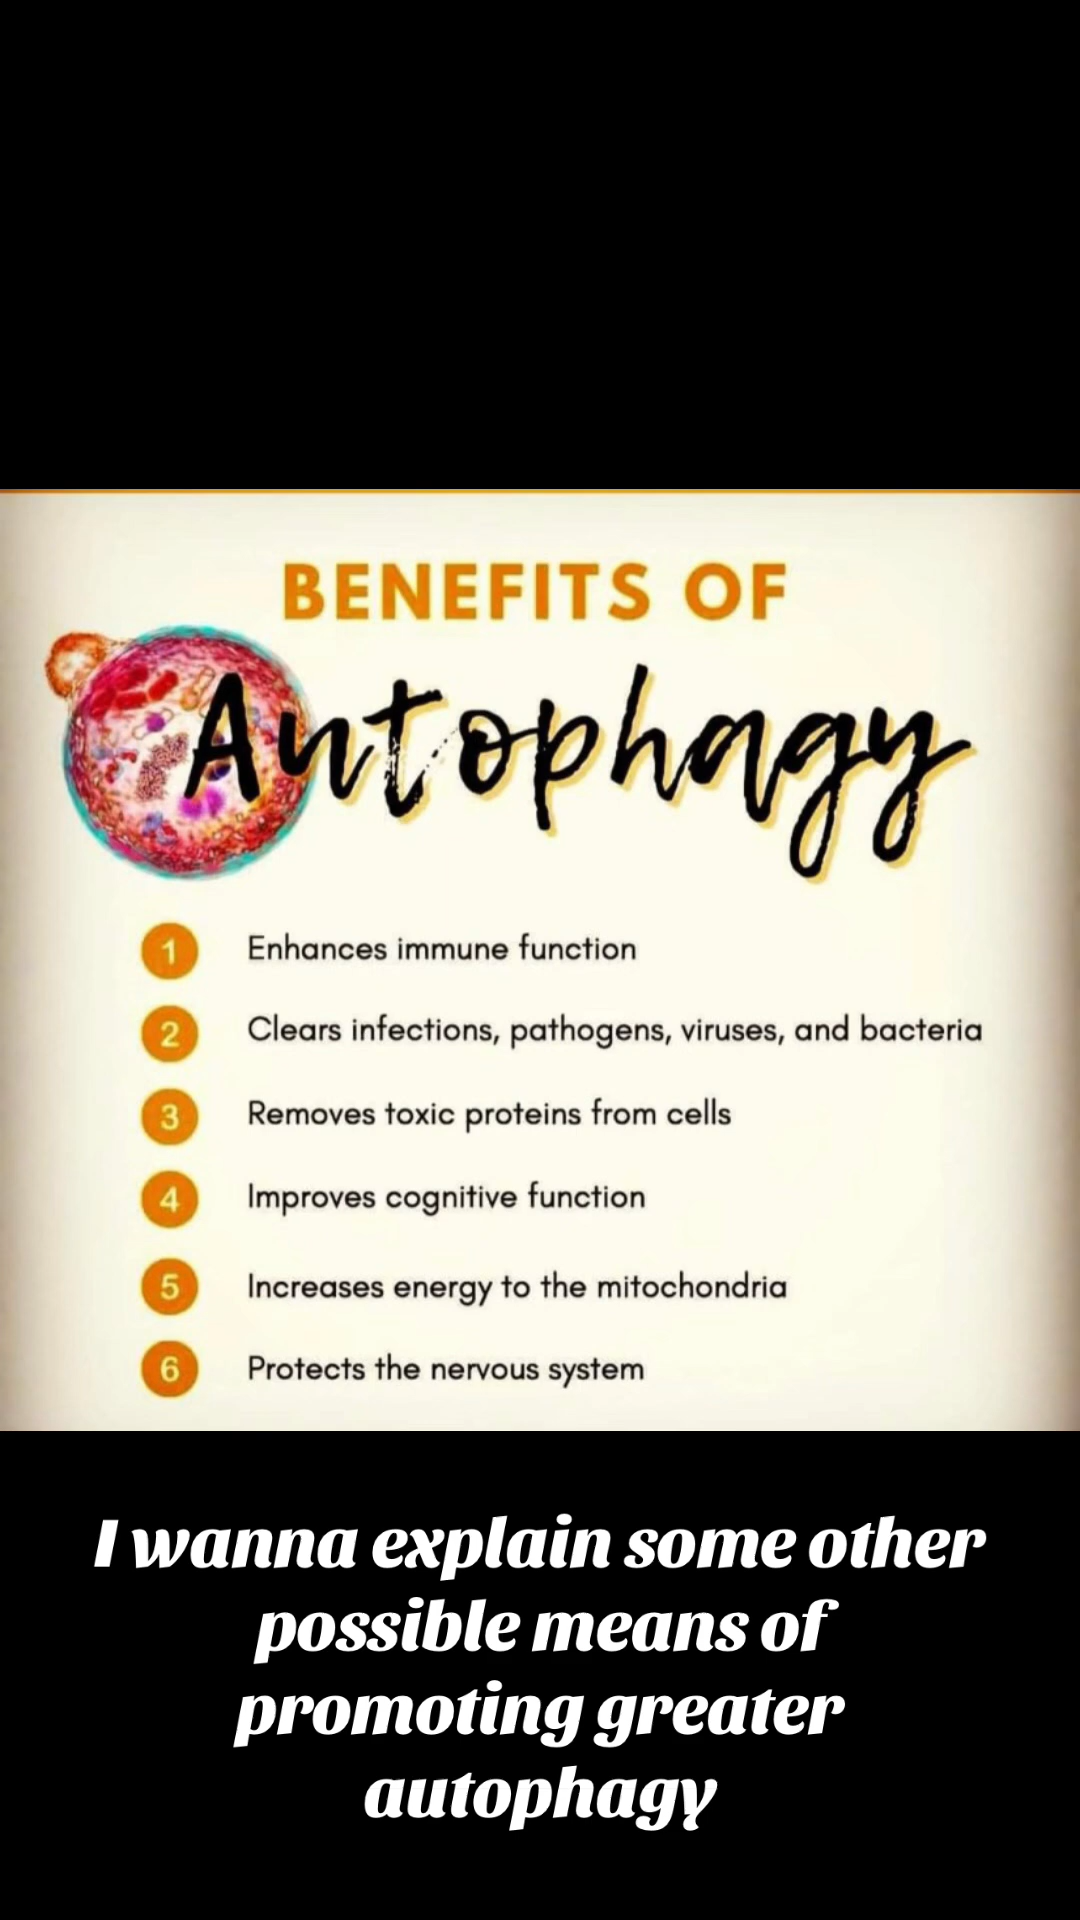 BENEFITS OF
Autophagy
1 Enhances immune function
2 Clears infections, pathogens, viruses, and bacteria
3 Removes toxic proteins from cells
4 Improves cognitive function
5 Increases energy to the mitochondria
6 Protects the nervous system
I wanna explain some other
possible means of
promoting greater
autophagy